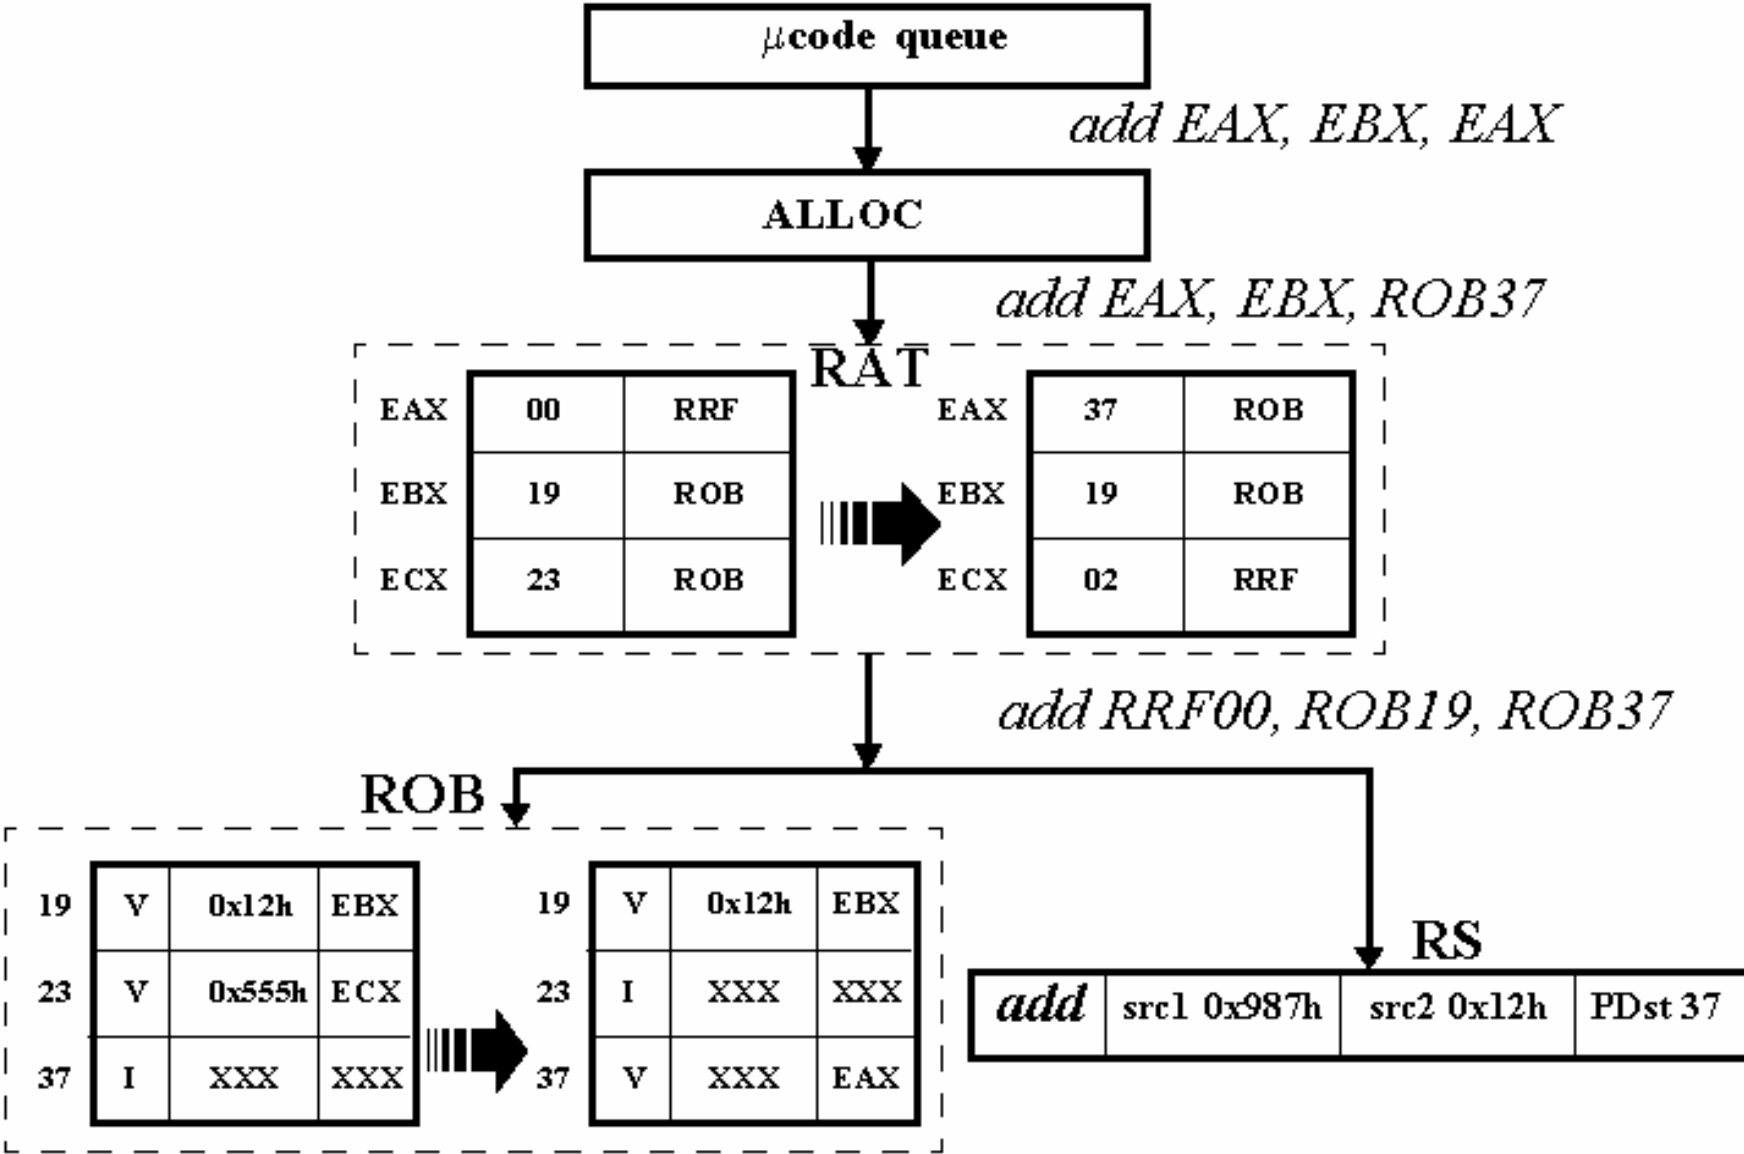 μcode queue
add EAX, EBX, EAX
ALLOC
add EAX, EBX, ROB37
RAT
EAX 00 RRF EAX 37 ROB
EBX 19 ROB EBX 19 ROB
ECX 23 ROB ECX 02 RRF
add RRF00, ROB19, ROB37
ROB
19 V 0x12h EBX 19 V 0x12h EBX
23 V 0x555h ECX 23 I XXX XXX
37 I XXX XXX 37 V XXX EAX
RS
add src1 0x987h src2 0x12h PDst 37